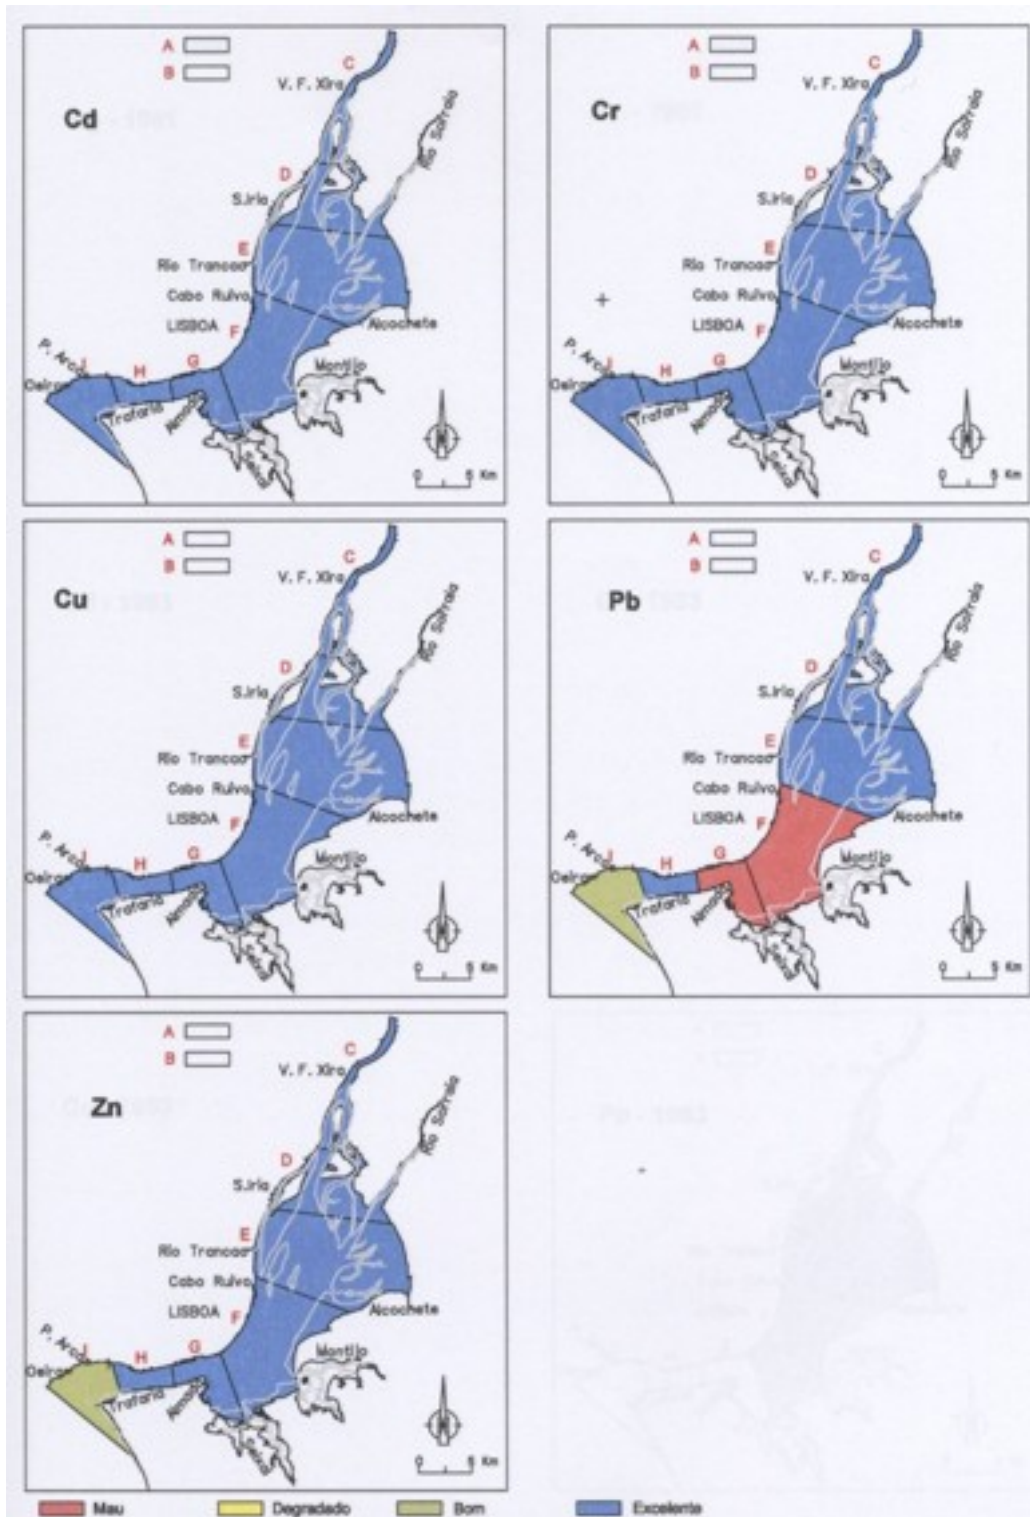 A
B
C
V. F. Xira
Cd
Rio Sorraia
D
S.Iria
E
Rio Trancao
Cabo Ruivo
LISBOA
F
Alcochete
P. Arcos
I
H
G
Montijo
Oeiras
Trafaria
Almada
Seixal
0 5 Km
A
B
C
V. F. Xira
Cr
Rio Sorraia
D
S.Iria
E
Rio Trancao
Cabo Ruivo
LISBOA
F
Alcochete
P. Arcos
I
H
G
Montijo
Oeiras
Trafaria
Almada
Seixal
0 5 Km
A
B
C
V. F. Xira
Cu
Rio Sorraia
D
S.Iria
E
Rio Trancao
Cabo Ruivo
LISBOA
F
Alcochete
P. Arcos
I
H
G
Montijo
Oeiras
Trafaria
Almada
Seixal
0 5 Km
A
B
C
V. F. Xira
Pb
Rio Sorraia
D
S.Iria
E
Rio Trancao
Cabo Ruivo
LISBOA
F
Alcochete
P. Arcos
I
H
G
Montijo
Oeiras
Trafaria
Almada
Seixal
0 5 Km
A
B
C
V. F. Xira
Zn
Rio Sorraia
D
S.Iria
E
Rio Trancao
Cabo Ruivo
LISBOA
F
Alcochete
P. Arcos
I
H
G
Montijo
Oeiras
Trafaria
Almada
Seixal
0 5 Km
Mau Degradado Bom Excelente